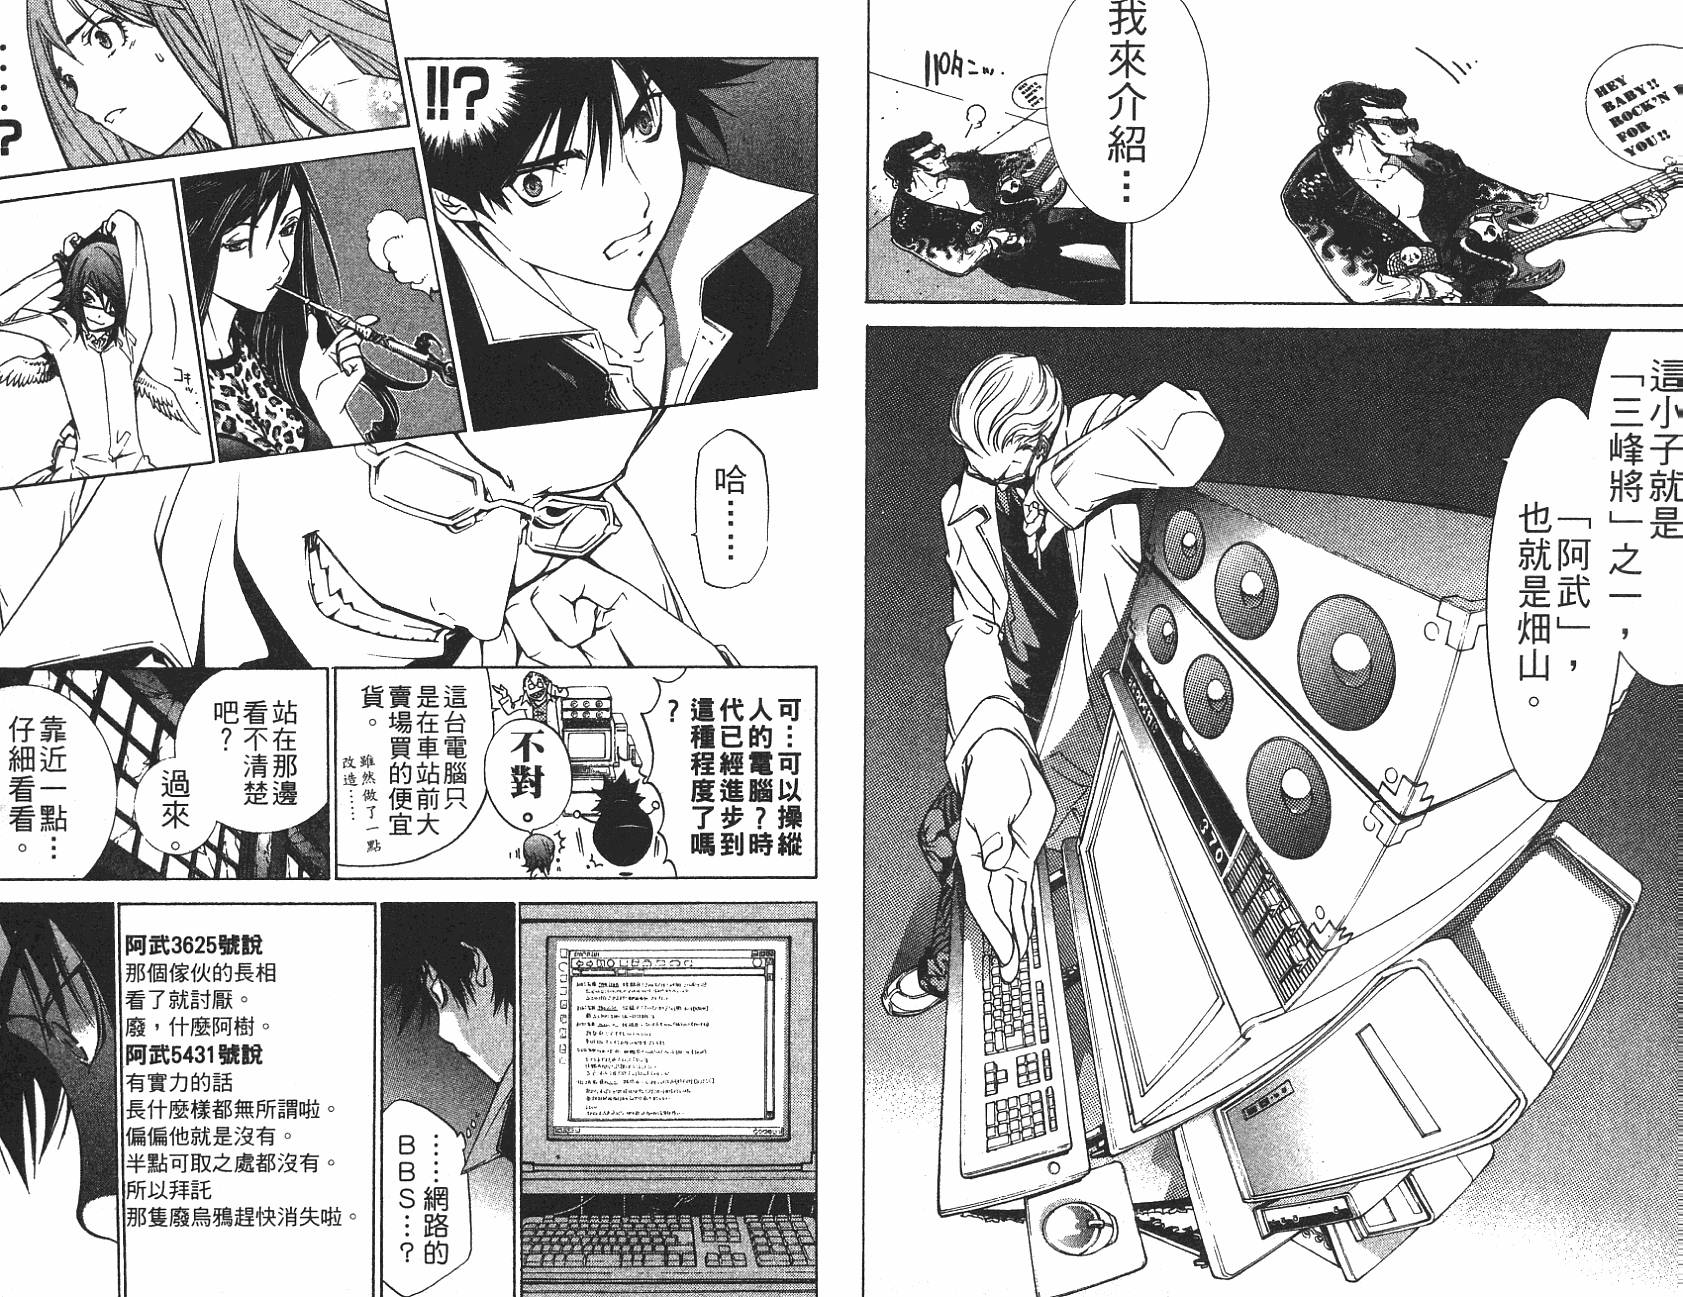 HEY
BABY!!
ROCK'N
FOR
YOU!!
我來介紹…
這小子就是
「三峰將」之一，
「阿武」，
也就是畑山。
370
!!?
……?
哈……
可…可以操縱
人的電腦？時
代已經進步到
這種程度了嗎
？
不對。
這台電腦只
是在車站前大
賣場買的便宜
貨。
雖然做了一點
改造……
站在那邊
看不清楚
吧？
過來。
靠近一點…
仔細看看。
……網路的
BBS…？
阿武3625號說
那個傢伙的長相
看了就討厭。
廢，什麼阿樹。
阿武5431號說
有實力的話
長什麼樣都無所謂啦。
偏偏他就是沒有。
半點可取之處都沒有。
所以拜託
那隻廢烏鴉趕快消失啦。